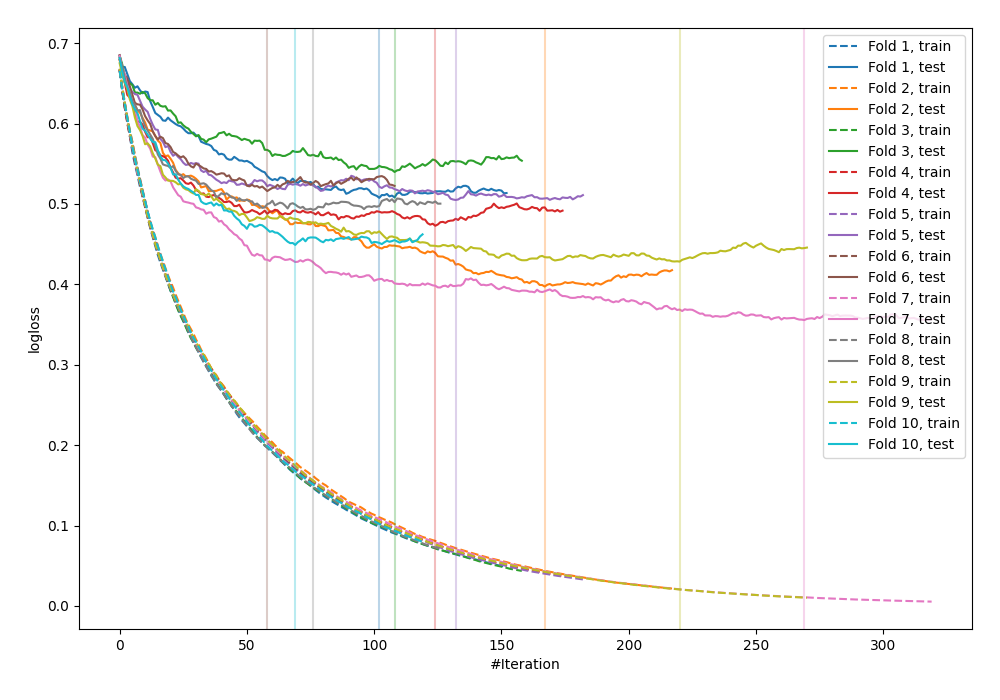 0.7
0.6
0.5
0.4
0.3
0.2
0.1
0.0
logloss
0
50
100
150
200
250
300
#Iteration
Fold 1, train
Fold 1, test
Fold 2, train
Fold 2, test
Fold 3, train
Fold 3, test
Fold 4, train
Fold 4, test
Fold 5, train
Fold 5, test
Fold 6, train
Fold 6, test
Fold 7, train
Fold 7, test
Fold 8, train
Fold 8, test
Fold 9, train
Fold 9, test
Fold 10, train
Fold 10, test